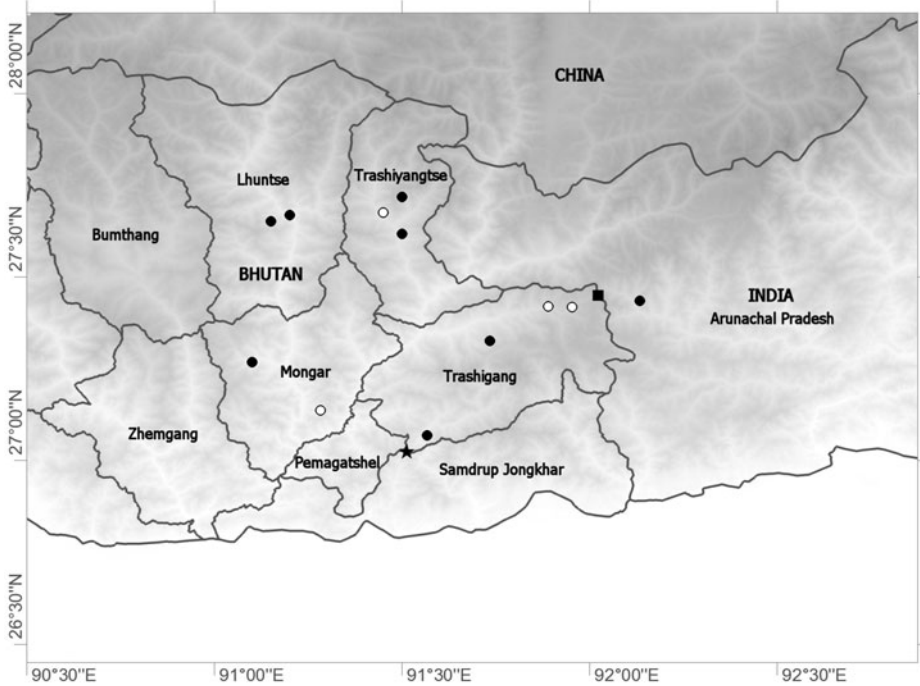 28°00"N
CHINA
Trashiyangtse
Lhuntse
Bumthang
27°30"N
BHUTAN
INDIA
Arunachal Pradesh
Mongar
Trashigang
27°00"N
Zhemgang
Pemagatshel
Samdrup Jongkhar
26°30"N
90°30"E
91°00"E
91°30"E
92°00"E
92°30"E